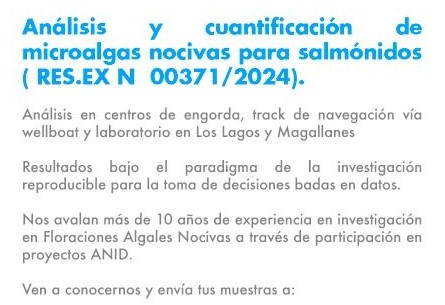 Análisis y cuantificación de
microalgas nocivas para salmónidos
( RES.EX N 00371/2024).
Análisis en centros de engorda, track de navegación vía
wellboat y laboratorio en Los Lagos y Magallanes
Resultados bajo el paradigma de la investigación
reproducible para la toma de decisiones badas en datos.
Nos avalan más de 10 años de experiencia en investigación
en Floraciones Algales Nocivas a través de participación en
proyectos ANID.
Ven a conocernos y envía tus muestras a: